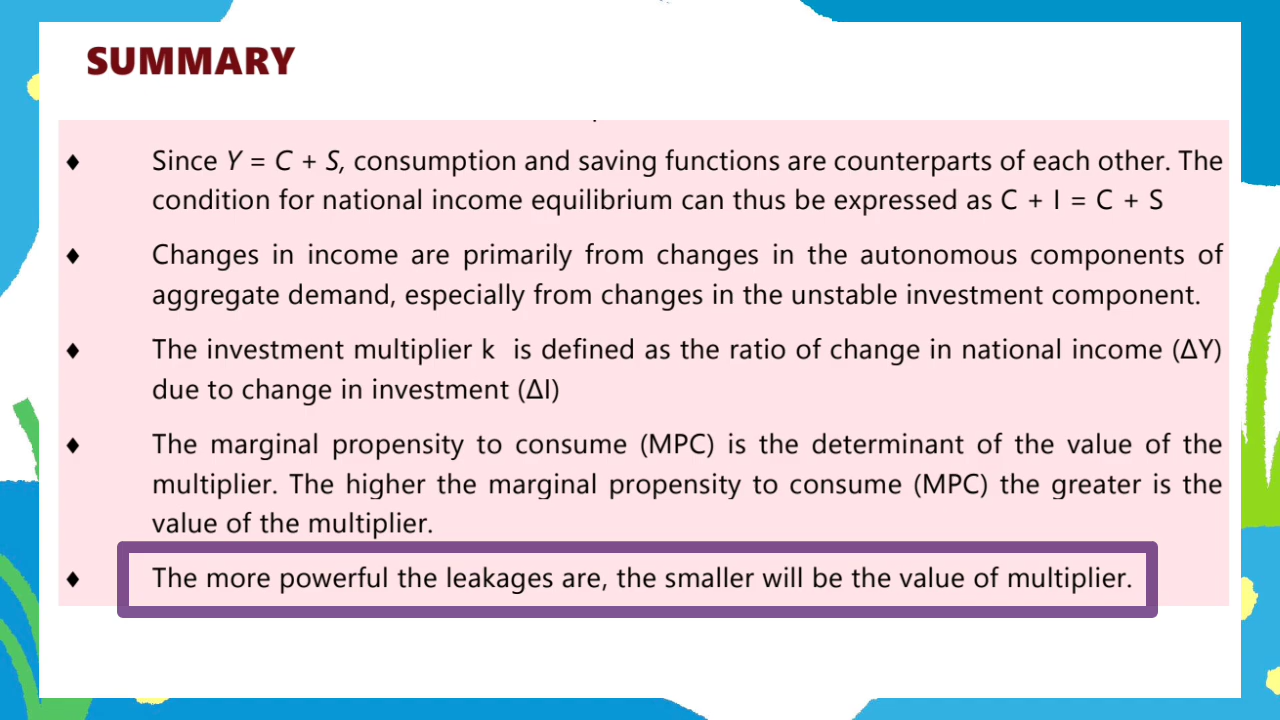 SUMMARY
♦ Since Y = C + S, consumption and saving functions are counterparts of each other. The
condition for national income equilibrium can thus be expressed as C + I = C + S
♦ Changes in income are primarily from changes in the autonomous components of
aggregate demand, especially from changes in the unstable investment component.
♦ The investment multiplier k is defined as the ratio of change in national income (ΔY)
due to change in investment (ΔI)
♦ The marginal propensity to consume (MPC) is the determinant of the value of the
multiplier. The higher the marginal propensity to consume (MPC) the greater is the
value of the multiplier.
♦ The more powerful the leakages are, the smaller will be the value of multiplier.